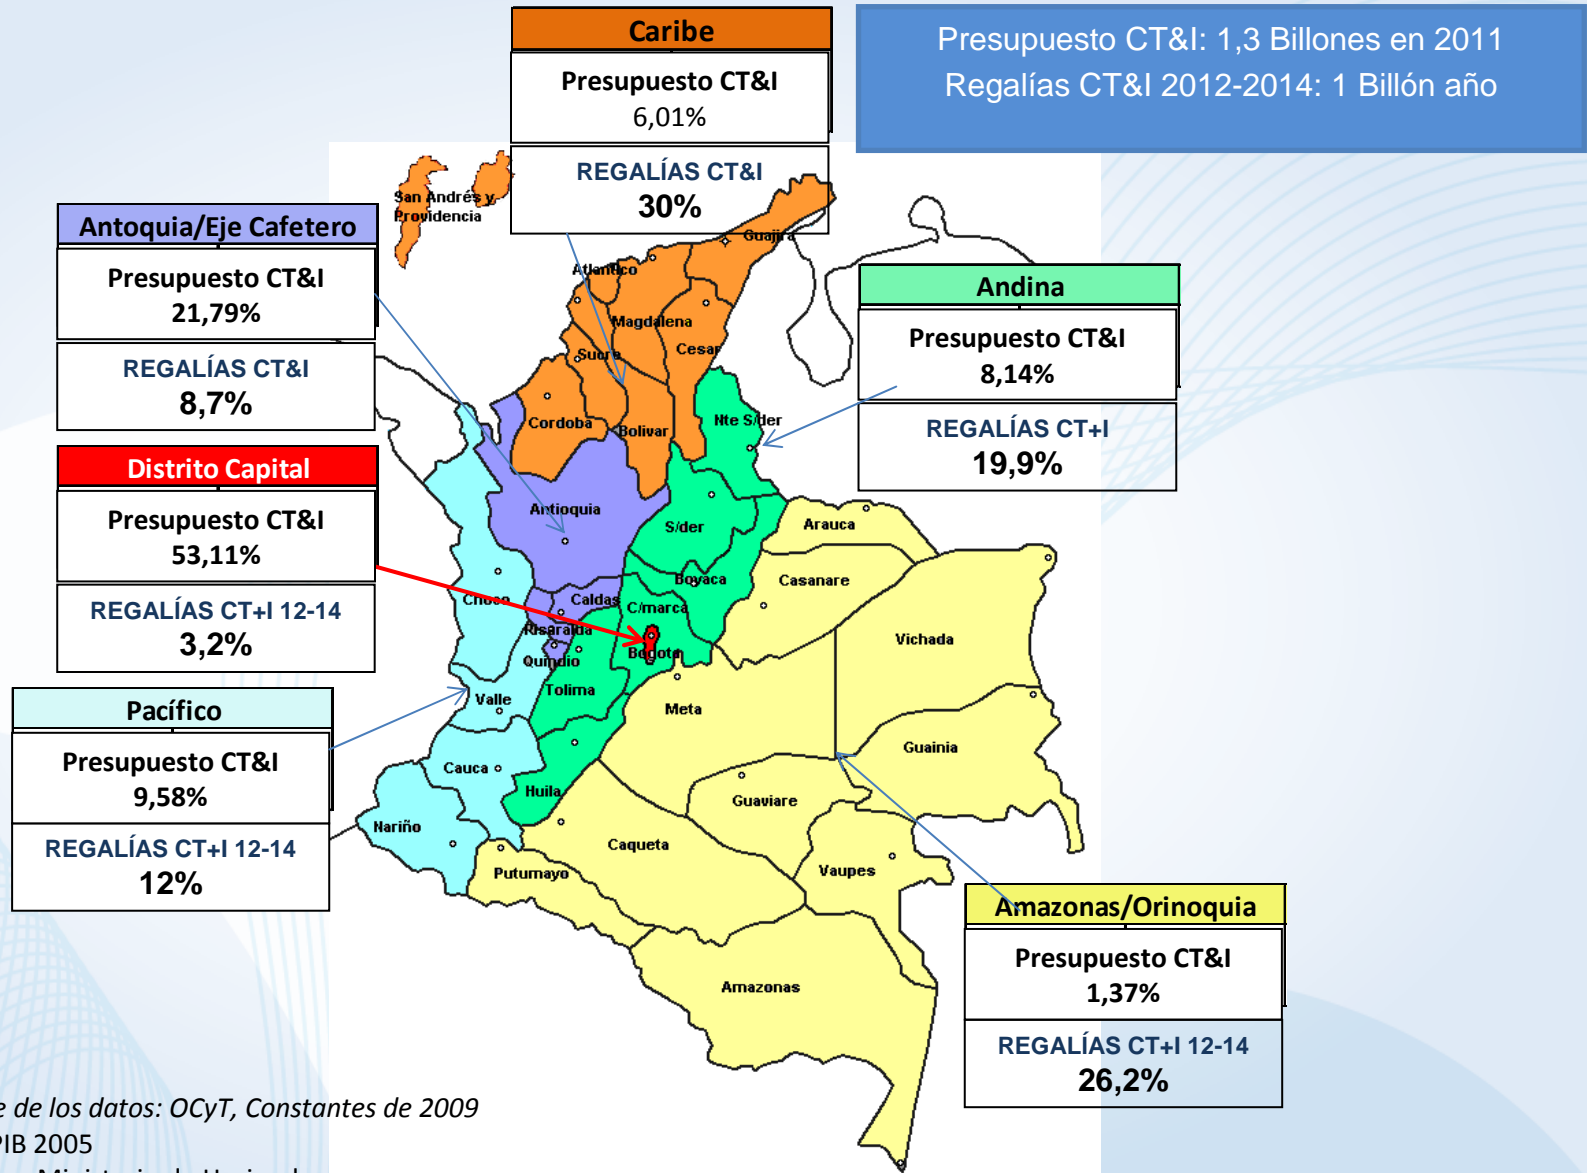 Presupuesto CT&I: 1,3 Billones en 2011
Regalías CT&I 2012-2014: 1 Billón año
Caribe
Presupuesto CT&I
6,01%
REGALÍAS CT&I
30%
Antoquia/Eje Cafetero
Presupuesto CT&I
21,79%
REGALÍAS CT&I
8,7%
Distrito Capital
Presupuesto CT&I
53,11%
REGALÍAS CT+I 12-14
3,2%
Pacífico
Presupuesto CT&I
9,58%
REGALÍAS CT+I 12-14
12%
Andina
Presupuesto CT&I
8,14%
REGALÍAS CT+I
19,9%
Amazonas/Orinoquia
Presupuesto CT&I
1,37%
REGALÍAS CT+I 12-14
26,2%
San Andrés y
Providencia
Guajira
Atlantico
Magdalena
Cesar
Sucre
Cordoba
Bolivar
Nte S/der
Antioquia
S/der
Arauca
Boyaca
Casanare
Choco
Caldas
C/marca
Risaralda
Vichada
Quindio
Bogota
Tolima
Valle
Meta
Guainia
Cauca
Huila
Guaviare
Nariño
Caqueta
Vaupes
Putumayo
Amazonas
de los datos: OCyT, Constantes de 2009
PIB 2005